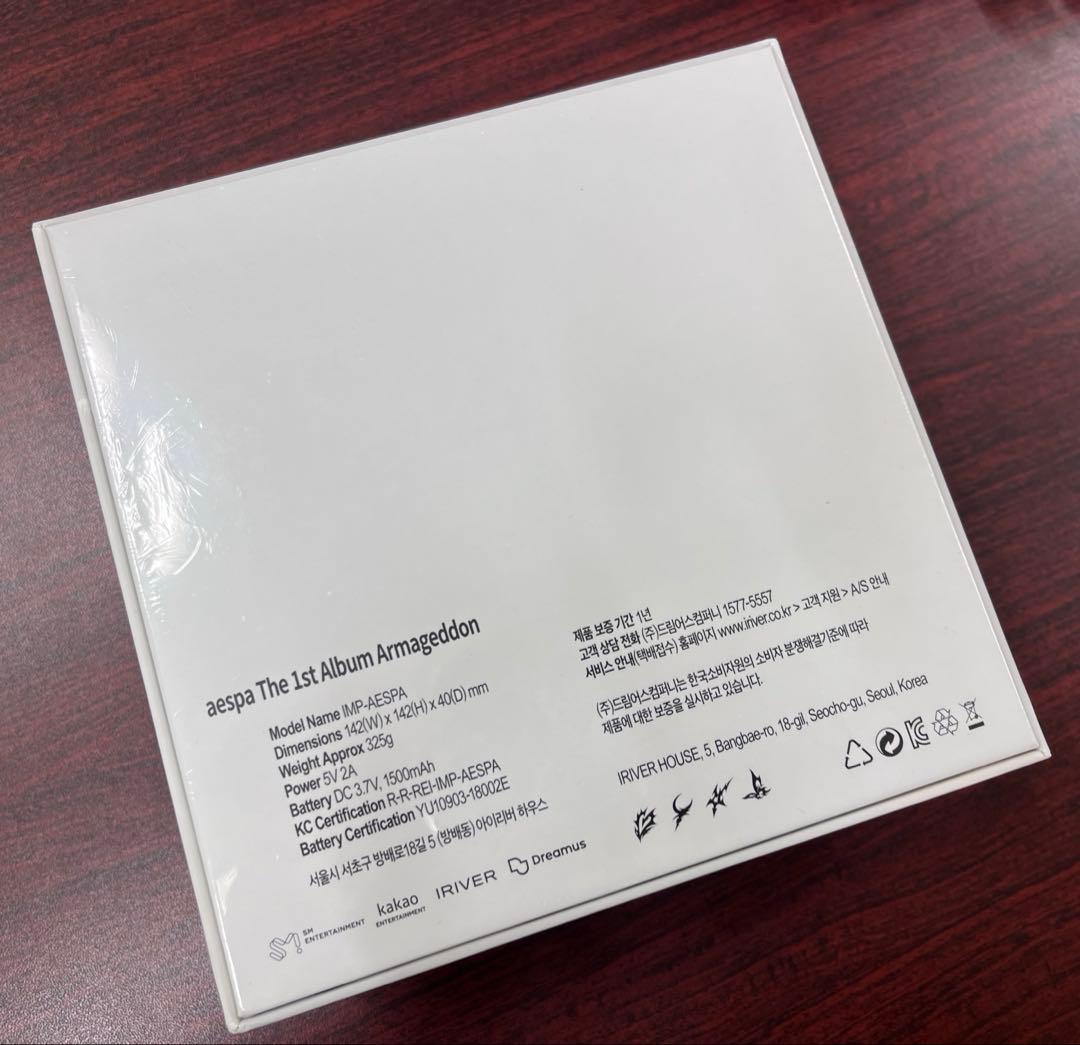 aespa The 1st Album Armageddon
Model Name IMP-AESPA
Dimensions 142(W) x 142(H) x 40(D) mm
Weight Approx 325g
Power 5V 2A
Battery DC 3.7V, 1500mAh
KC Certification R-R-REI-IMP-AESPA
Battery Certification YU10903-18002E
서울시 서초구 방배로18길 5 (방배동) 아이리버 하우스
SM ENTERTAINMENT
kakao ENTERTAINMENT
IRIVER
Dreamus
제품 보증 기간 1년
고객 상담 전화 (주)드림어스컴퍼니 1577-5557
서비스 안내(택배접수) 홈페이지 www.iriver.co.kr > 고객 지원 > A/S 안내
(주)드림어스컴퍼니는 한국소비자원의 소비자 분쟁해결기준에 따라
제품에 대한 보증을 실시하고 있습니다.
IRIVER HOUSE, 5, Bangbae-ro, 18-gil, Seocho-gu, Seoul, Korea